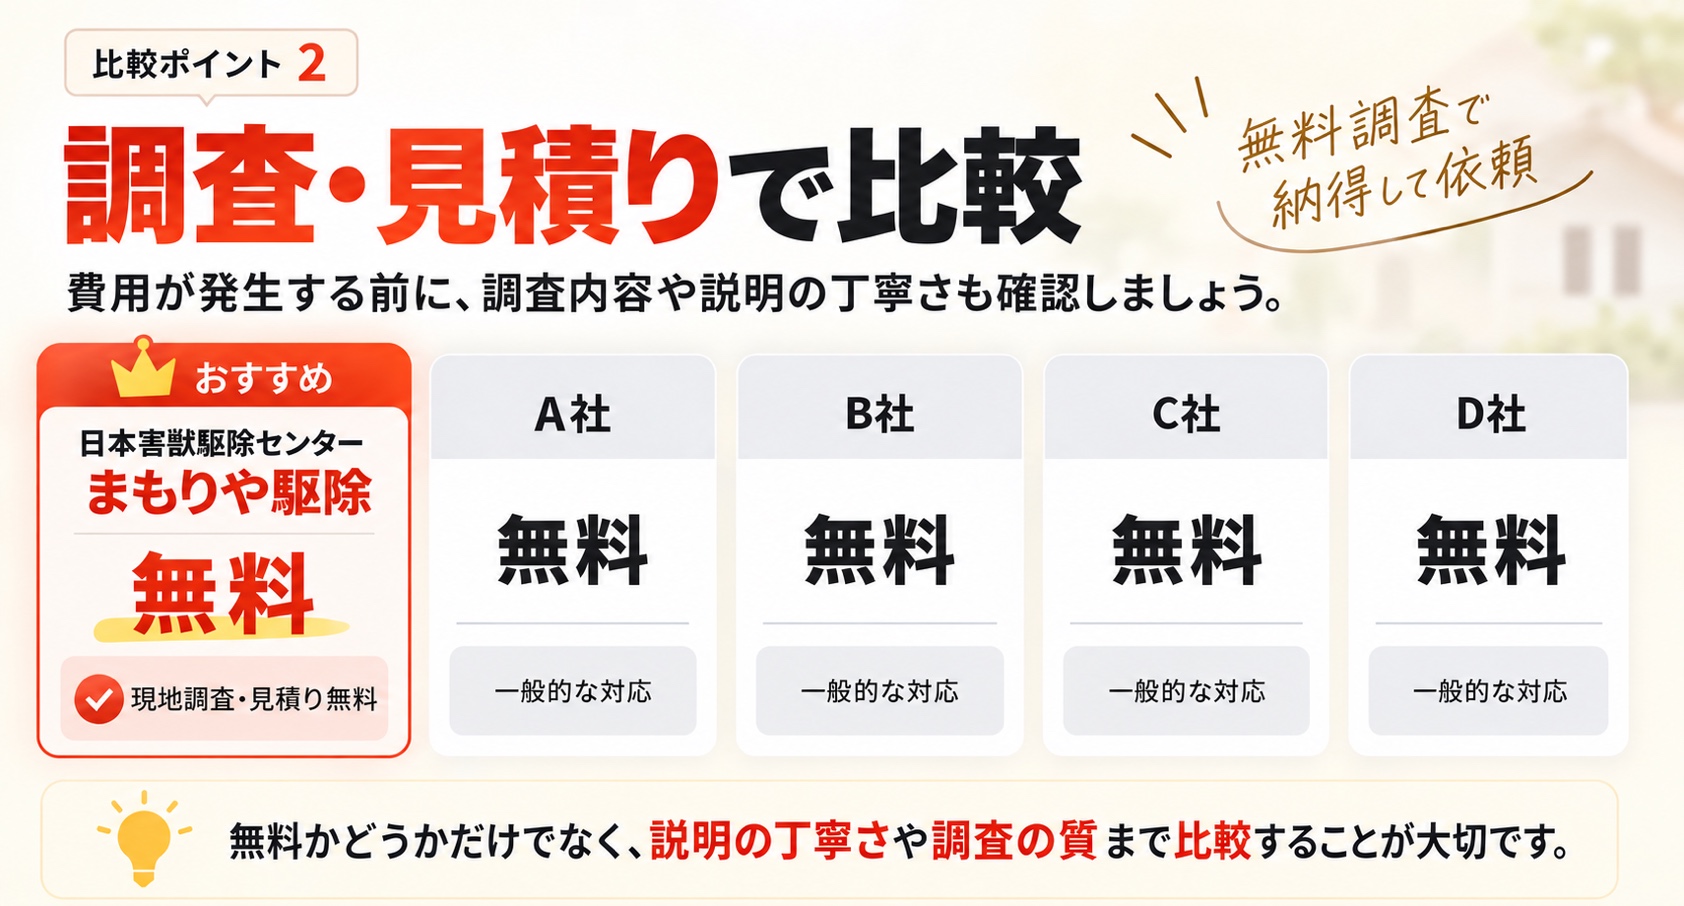 比較ポイント 2
調査・見積りで比較
無料調査で
納得して依頼
費用が発生する前に、調査内容や説明の丁寧さも確認しましょう。
おすすめ
日本害獣駆除センター
まもりや駆除
無料
現地調査・見積り無料
A社
無料
一般的な対応
B社
無料
一般的な対応
C社
無料
一般的な対応
D社
無料
一般的な対応
無料かどうかだけでなく、説明の丁寧さや調査の質まで比較することが大切です。